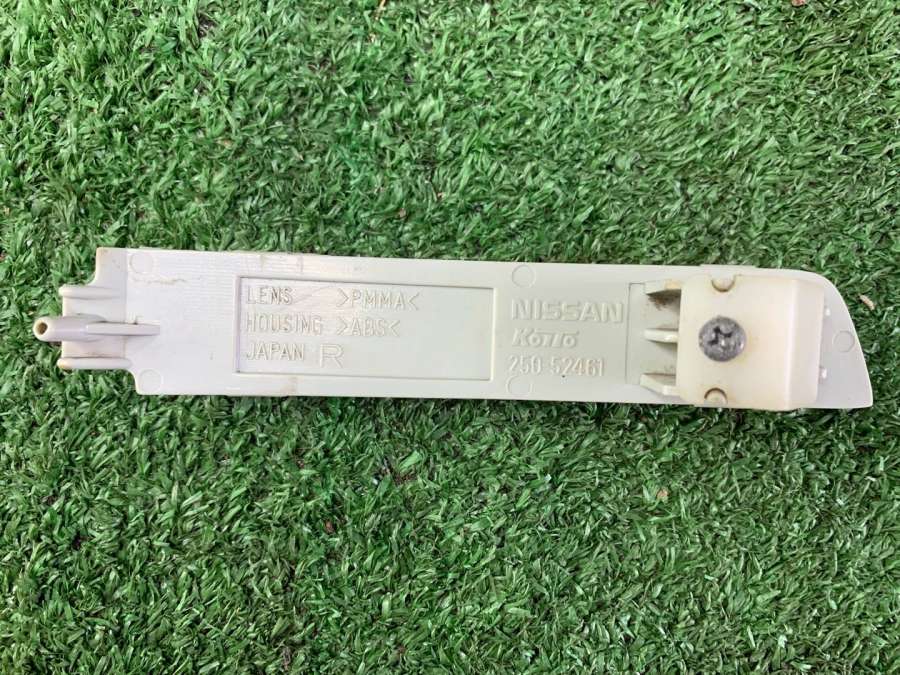 LENS >PMMA<
HOUSING >ABS<
JAPAN R
NISSAN
KOITO
250-52461